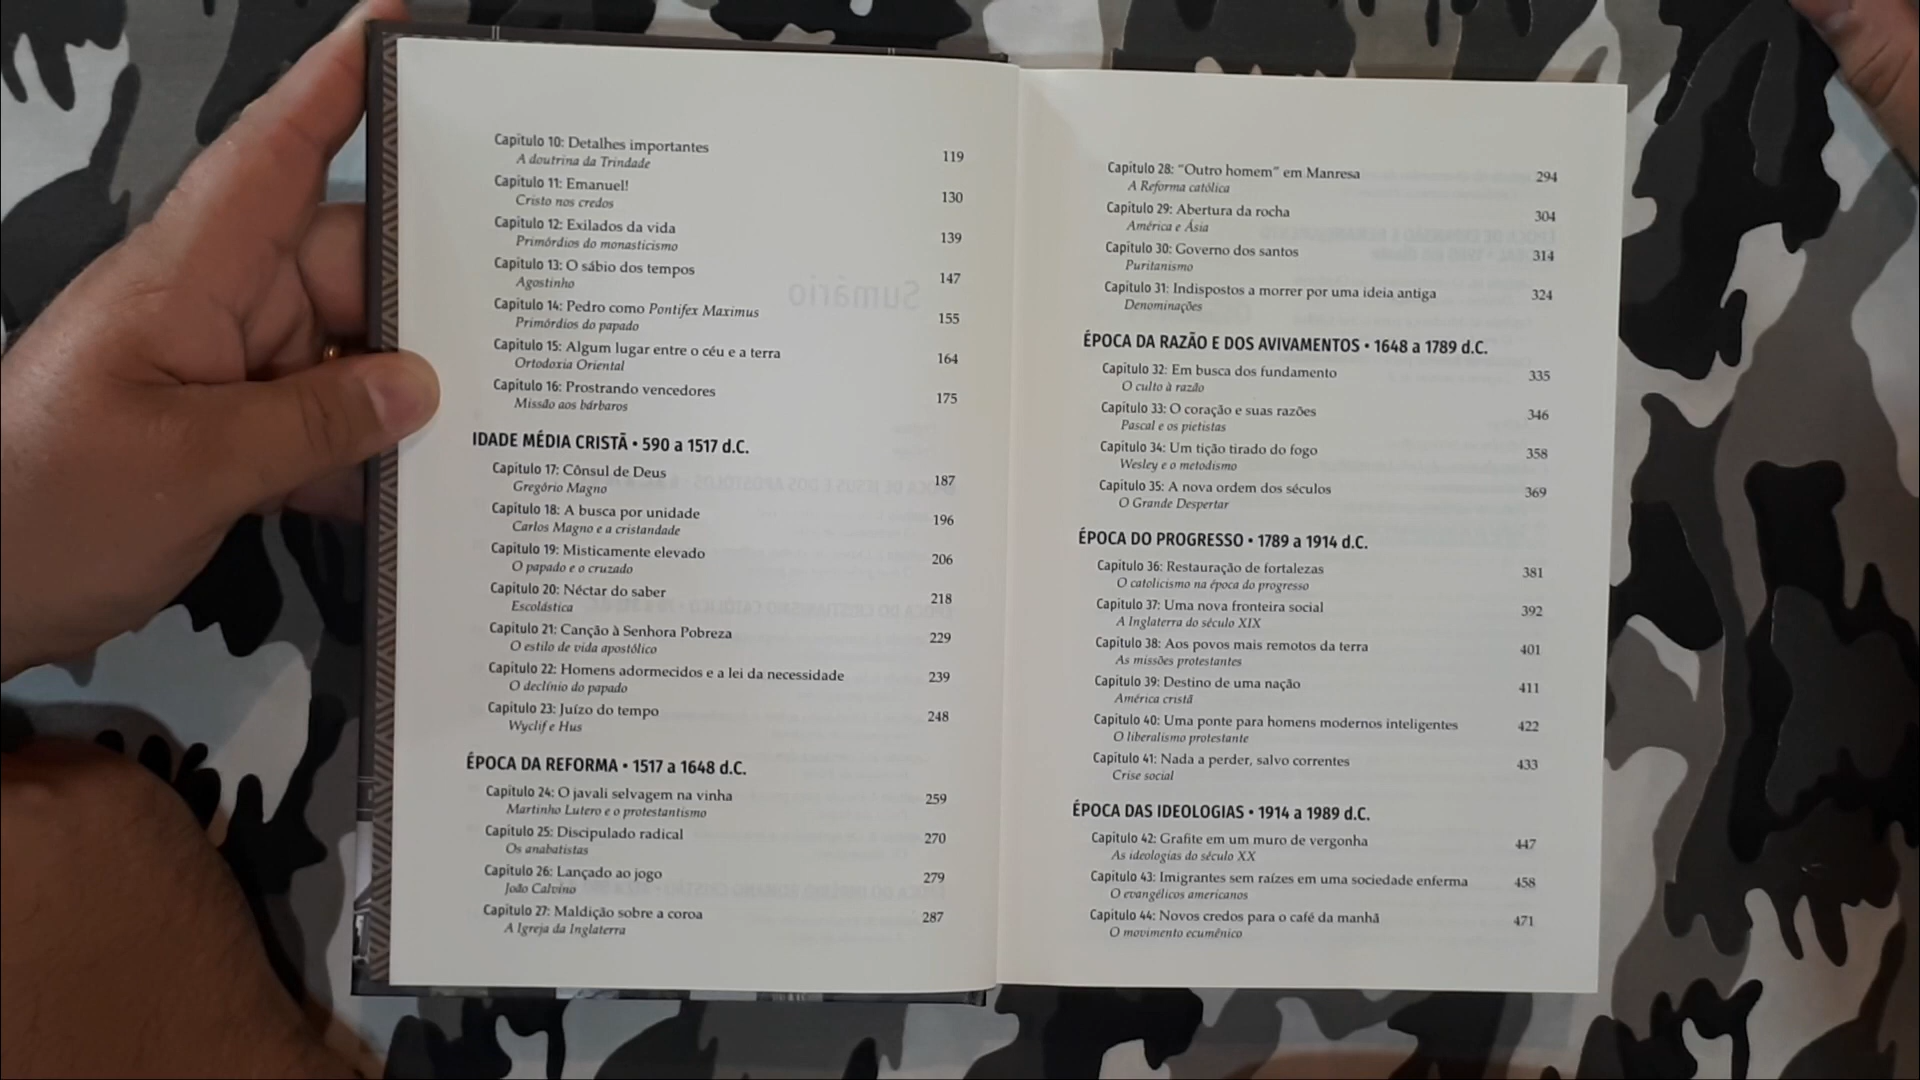 Capítulo 10: Detalhes importantes 119
A doutrina da Trindade
Capítulo 11: Emanuel! 130
Cristo nos credos
Capítulo 12: Exilados da vida 139
Primórdios do monasticismo
Capítulo 13: O sábio dos tempos 147
Agostinho
Capítulo 14: Pedro como Pontifex Maximus 155
Primórdios do papado
Capítulo 15: Algum lugar entre o céu e a terra 164
Ortodoxia Oriental
Capítulo 16: Prostrando vencedores 175
Missão aos bárbaros
IDADE MÉDIA CRISTÃ • 590 a 1517 d.C.
Capítulo 17: Cônsul de Deus 187
Gregório Magno
Capítulo 18: A busca por unidade 196
Carlos Magno e a cristandade
Capítulo 19: Misticamente elevado 206
O papado e o cruzado
Capítulo 20: Néctar do saber 218
Escolástica
Capítulo 21: Canção à Senhora Pobreza 229
O estilo de vida apostólico
Capítulo 22: Homens adormecidos e a lei da necessidade 239
O declínio do papado
Capítulo 23: Juízo do tempo 248
Wyclif e Hus
ÉPOCA DA REFORMA • 1517 a 1648 d.C.
Capítulo 24: O javali selvagem na vinha 259
Martinho Lutero e o protestantismo
Capítulo 25: Discipulado radical 270
Os anabatistas
Capítulo 26: Lançado ao jogo 279
João Calvino
Capítulo 27: Maldição sobre a coroa 287
A Igreja da Inglaterra
Capítulo 28: “Outro homem” em Manresa 294
A Reforma católica
Capítulo 29: Abertura da rocha 304
América e Ásia
Capítulo 30: Governo dos santos 314
Puritanismo
Capítulo 31: Indispostos a morrer por uma ideia antiga 324
Denominações
ÉPOCA DA RAZÃO E DOS AVIVAMENTOS • 1648 a 1789 d.C.
Capítulo 32: Em busca dos fundamento 335
O culto à razão
Capítulo 33: O coração e suas razões 346
Pascal e os pietistas
Capítulo 34: Um tição tirado do fogo 358
Wesley e o metodismo
Capítulo 35: A nova ordem dos séculos 369
O Grande Despertar
ÉPOCA DO PROGRESSO • 1789 a 1914 d.C.
Capítulo 36: Restauração de fortalezas 381
O catolicismo na época do progresso
Capítulo 37: Uma nova fronteira social 392
A Inglaterra do século XIX
Capítulo 38: Aos povos mais remotos da terra 401
As missões protestantes
Capítulo 39: Destino de uma nação 411
América cristã
Capítulo 40: Uma ponte para homens modernos inteligentes 422
O liberalismo protestante
Capítulo 41: Nada a perder, salvo correntes 433
Crise social
ÉPOCA DAS IDEOLOGIAS • 1914 a 1989 d.C.
Capítulo 42: Grafite em um muro de vergonha 447
As ideologias do século XX
Capítulo 43: Imigrantes sem raízes em uma sociedade enferma 458
O evangélicos americanos
Capítulo 44: Novos credos para o café da manhã 471
O movimento ecumênico